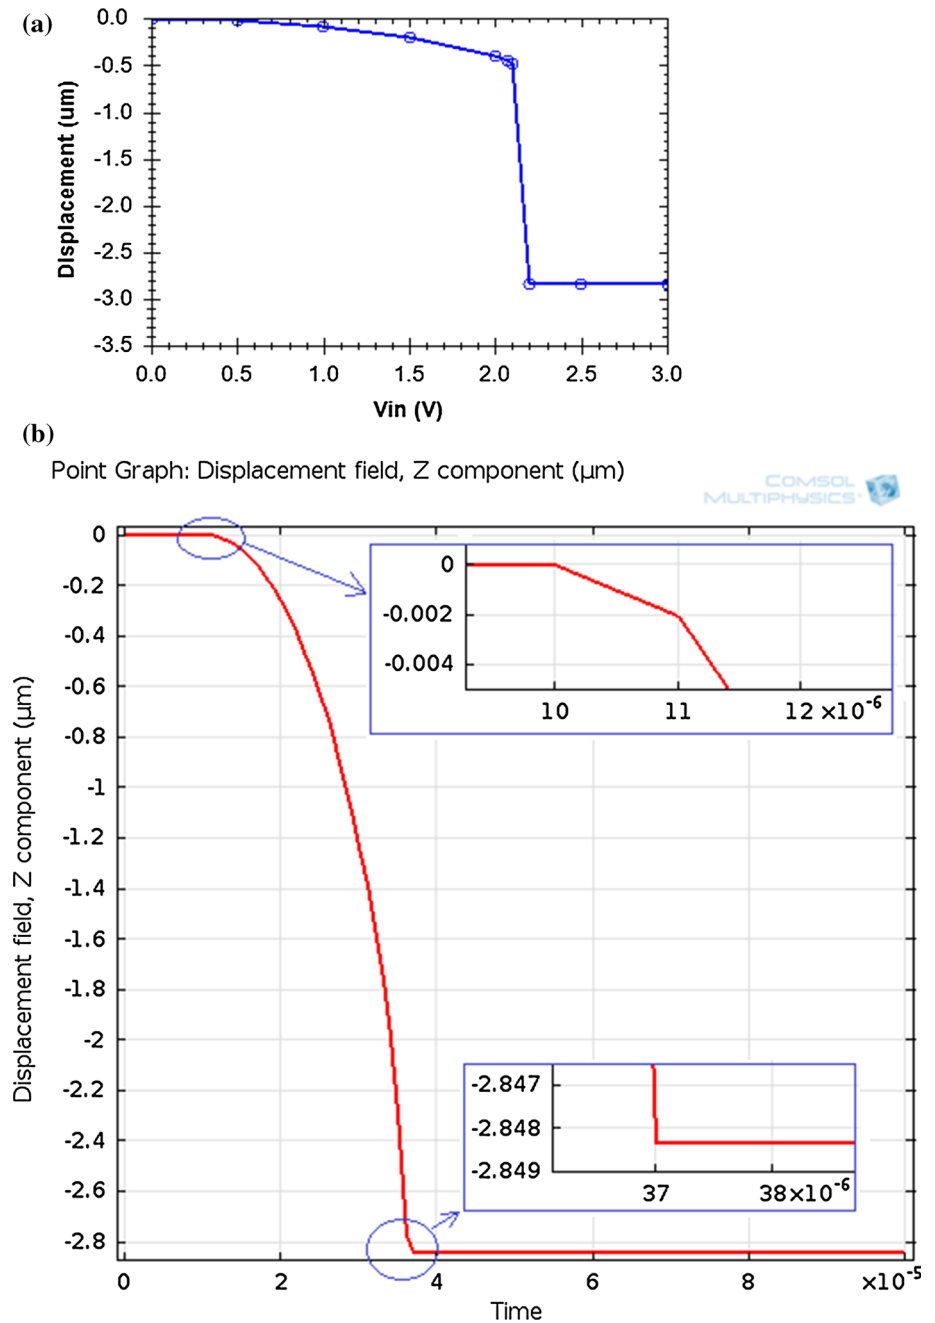 (a)
0.0
-0.5
-1.0
-1.5
-2.0
-2.5
-3.0
-3.5
DIsplacement (um)
0.0 0.5 1.0 1.5 2.0 2.5 3.0
Vin (V)
(b)
Point Graph: Displacement field, Z component (µm)
COMSOL
MULTIPHYSICS
0
-0.2
-0.4
-0.6
-0.8
-1
-1.2
-1.4
-1.6
-1.8
-2
-2.2
-2.4
-2.6
-2.8
Displacement field, Z component (µm)
0
-0.002
-0.004
10 11 12 ×10⁻⁶
-2.847
-2.848
-2.849
37 38×10⁻⁶
0 2 4 6 8 ×10⁻⁵
Time